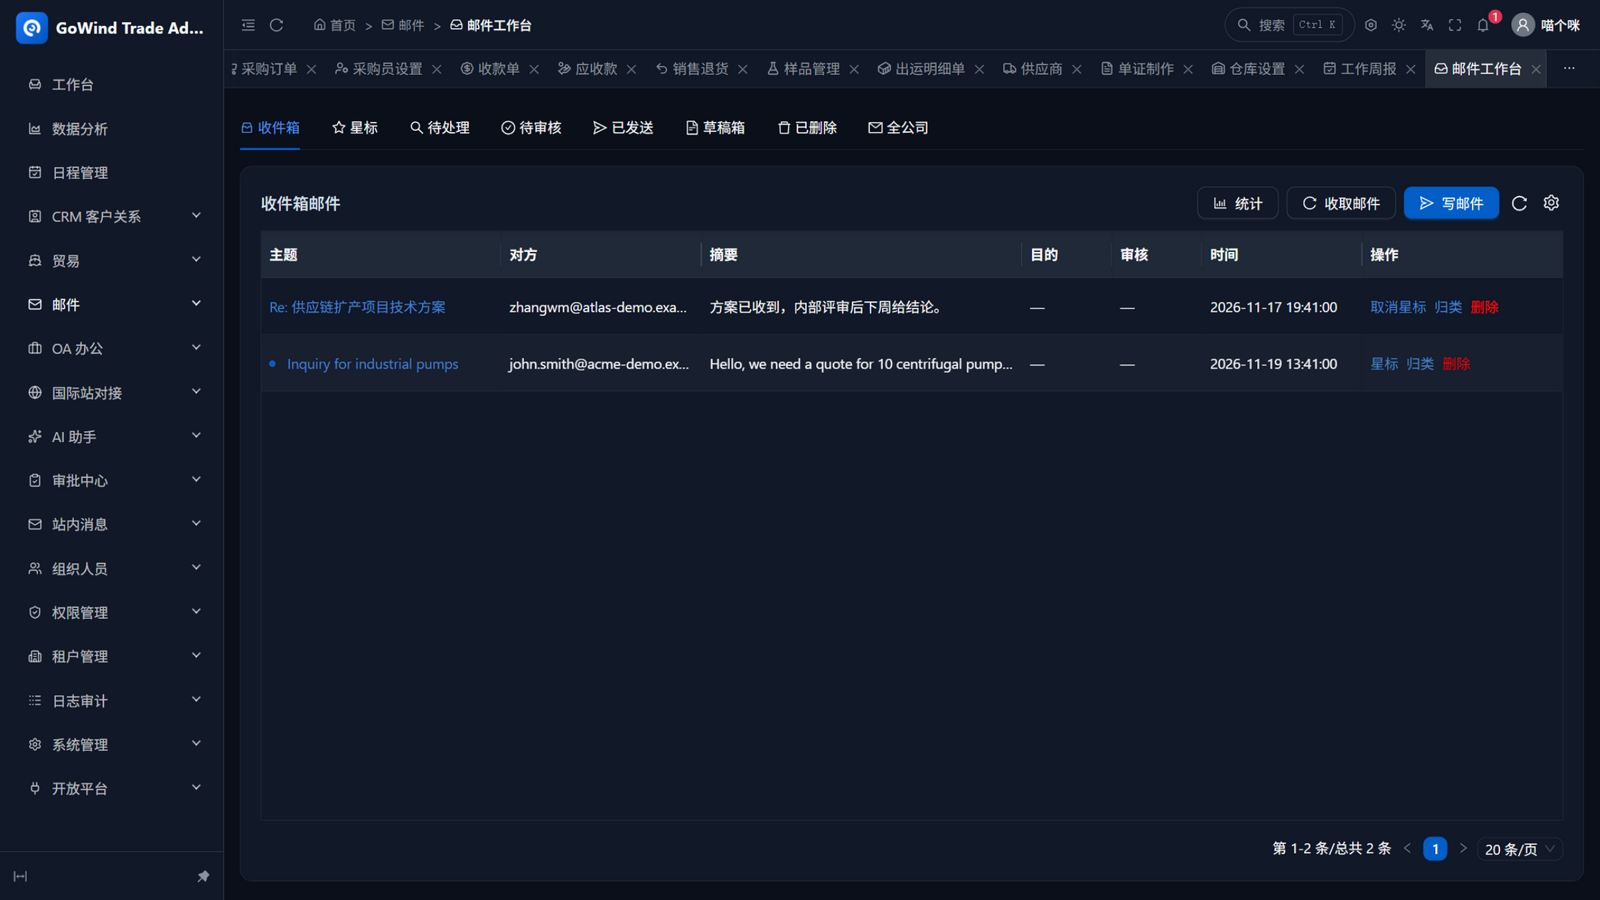 GoWind Trade Ad...
首页 > 邮件 > 邮件工作台
搜索 Ctrl K
1
喵个咪
采购订单 采购员设置 收款单 应收款 销售退货 样品管理 出运明细单 供应商 单证制作 仓库设置 工作周报 邮件工作台
工作台
数据分析
日程管理
CRM 客户关系
贸易
邮件
OA 办公
国际站对接
AI 助手
审批中心
站内消息
组织人员
权限管理
租户管理
日志审计
系统管理
开放平台
收件箱 星标 待处理 待审核 已发送 草稿箱 已删除 全公司
收件箱邮件
统计 收取邮件 写邮件
主题 对方 摘要 目的 审核 时间 操作
Re: 供应链扩产项目技术方案 zhangwm@atlas-demo.exa... 方案已收到，内部评审后下周给结论。 — — 2026-11-17 19:41:00 取消星标 归类 删除
Inquiry for industrial pumps john.smith@acme-demo.ex... Hello, we need a quote for 10 centrifugal pump... — — 2026-11-19 13:41:00 星标 归类 删除
第 1-2 条/总共 2 条 < 1 > 20 条/页